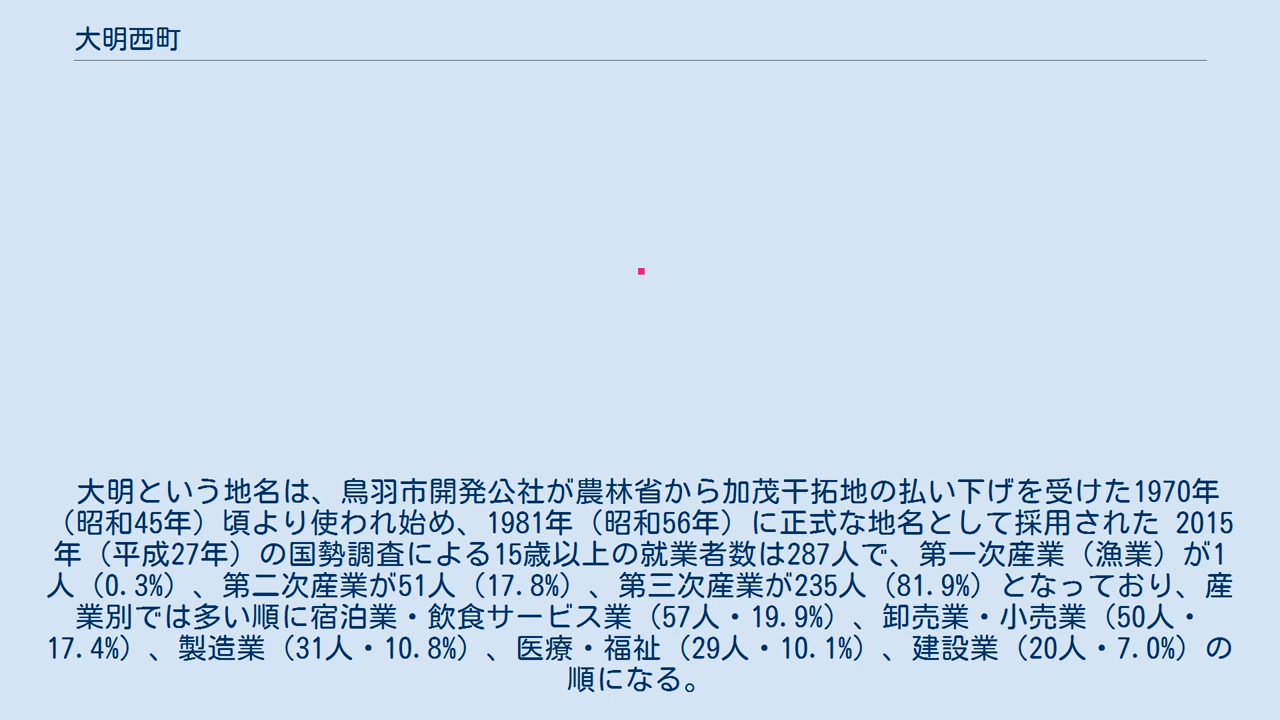 大明西町
大明という地名は、鳥羽市開発公社が農林省から加茂干拓地の払い下げを受けた1970年
（昭和45年）頃より使われ始め、1981年（昭和56年）に正式な地名として採用された 2015
年（平成27年）の国勢調査による15歳以上の就業者数は287人で、第一次産業（漁業）が1
人（0.3%）、第二次産業が51人（17.8%）、第三次産業が235人（81.9%）となっており、産
業別では多い順に宿泊業・飲食サービス業（57人・19.9%）、卸売業・小売業（50人・
17.4%）、製造業（31人・10.8%）、医療・福祉（29人・10.1%）、建設業（20人・7.0%）の
順になる。